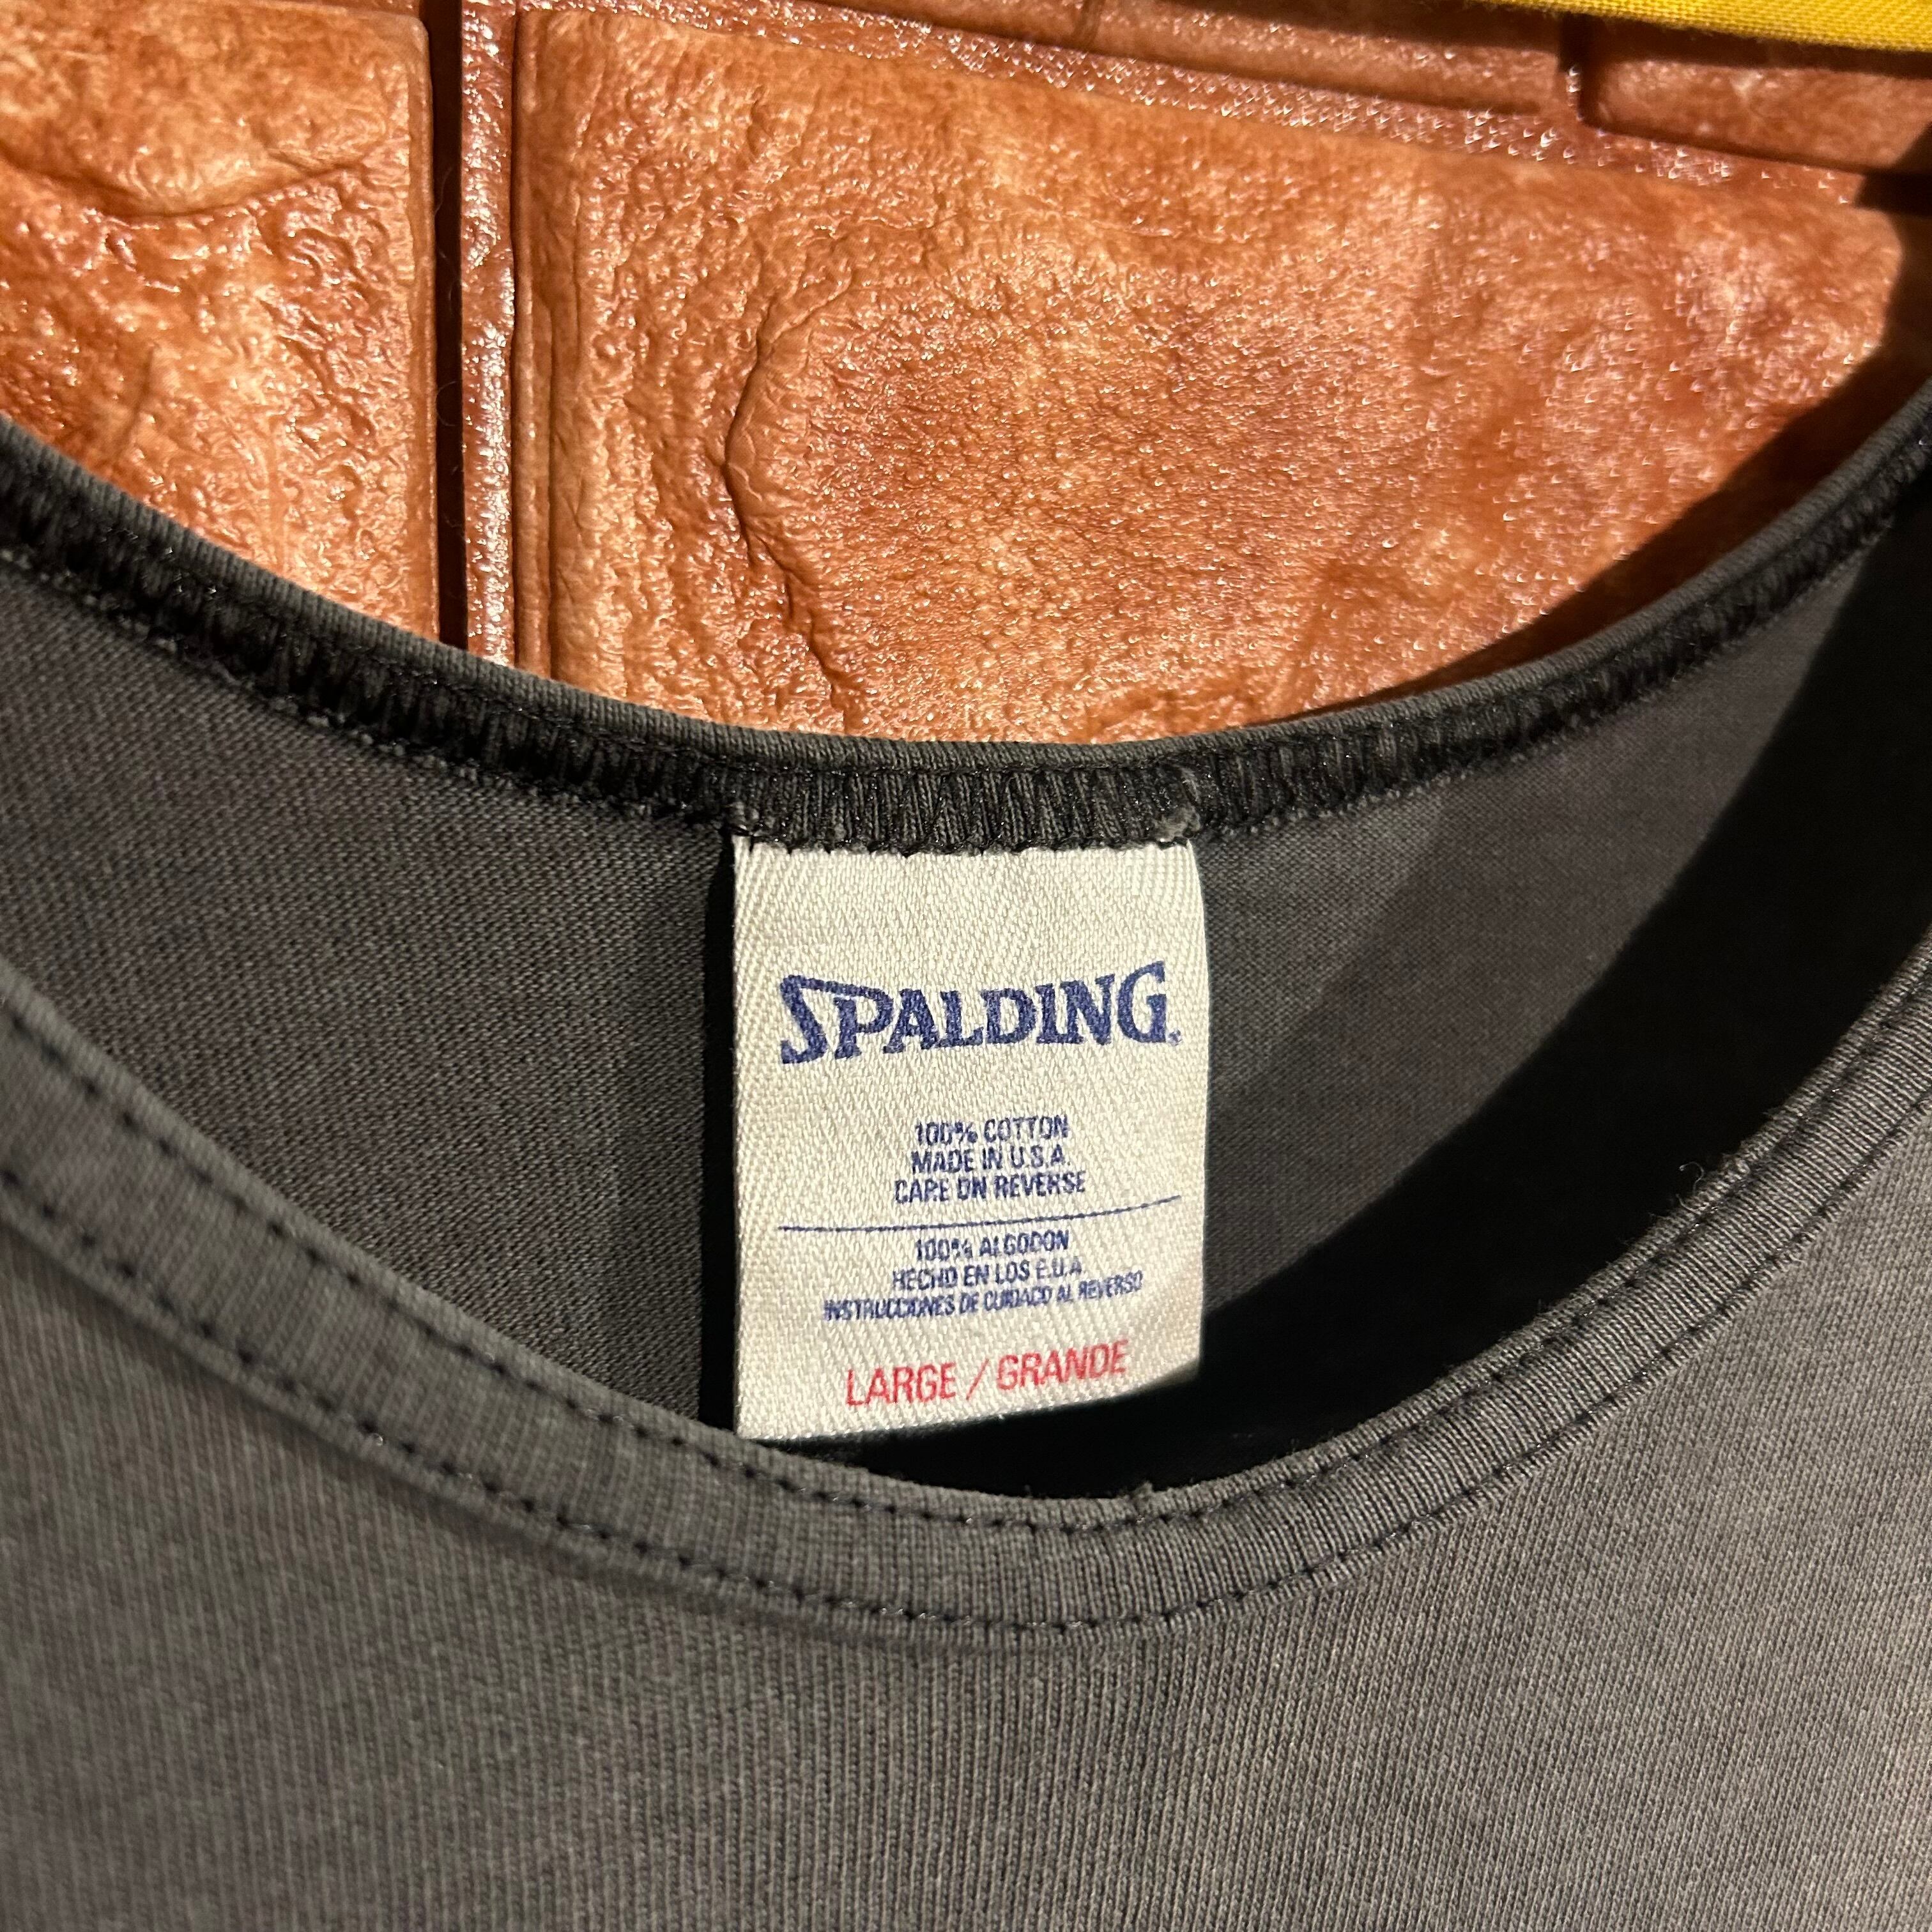 SPALDING.
100% COTTON
MADE IN U.S.A.
CARE ON REVERSE
100% ALGODON
HECHO EN LOS E.U.A.
INSTRUCCIONES DE CUIDACO AL REVERSO
LARGE / GRANDE